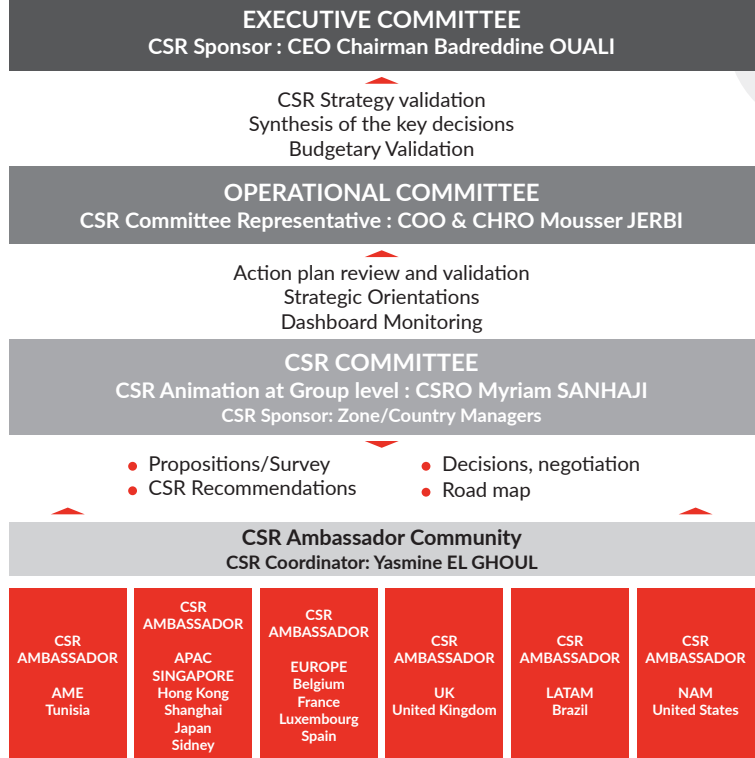 EXECUTIVE COMMITTEE
CSR Sponsor : CEO Chairman Badreddine OUALI
CSR Strategy validation
Synthesis of the key decisions
Budgetary Validation
OPERATIONAL COMMITTEE
CSR Committee Representative : COO & CHRO Mousser JERBI
Action plan review and validation
Strategic Orientations
Dashboard Monitoring
CSR COMMITTEE
CSR Animation at Group level : CSRO Myriam SANHAJI
CSR Sponsor: Zone/Country Managers
• Propositions/Survey
• CSR Recommendations
• Decisions, negotiation
• Road map
CSR Ambassador Community
CSR Coordinator: Yasmine EL GHOUL
CSR
AMBASSADOR
AME
Tunisia
CSR
AMBASSADOR
APAC
SINGAPORE
Hong Kong
Shanghai
Japan
Sidney
CSR
AMBASSADOR
EUROPE
Belgium
France
Luxembourg
Spain
CSR
AMBASSADOR
UK
United Kingdom
CSR
AMBASSADOR
LATAM
Brazil
CSR
AMBASSADOR
NAM
United States